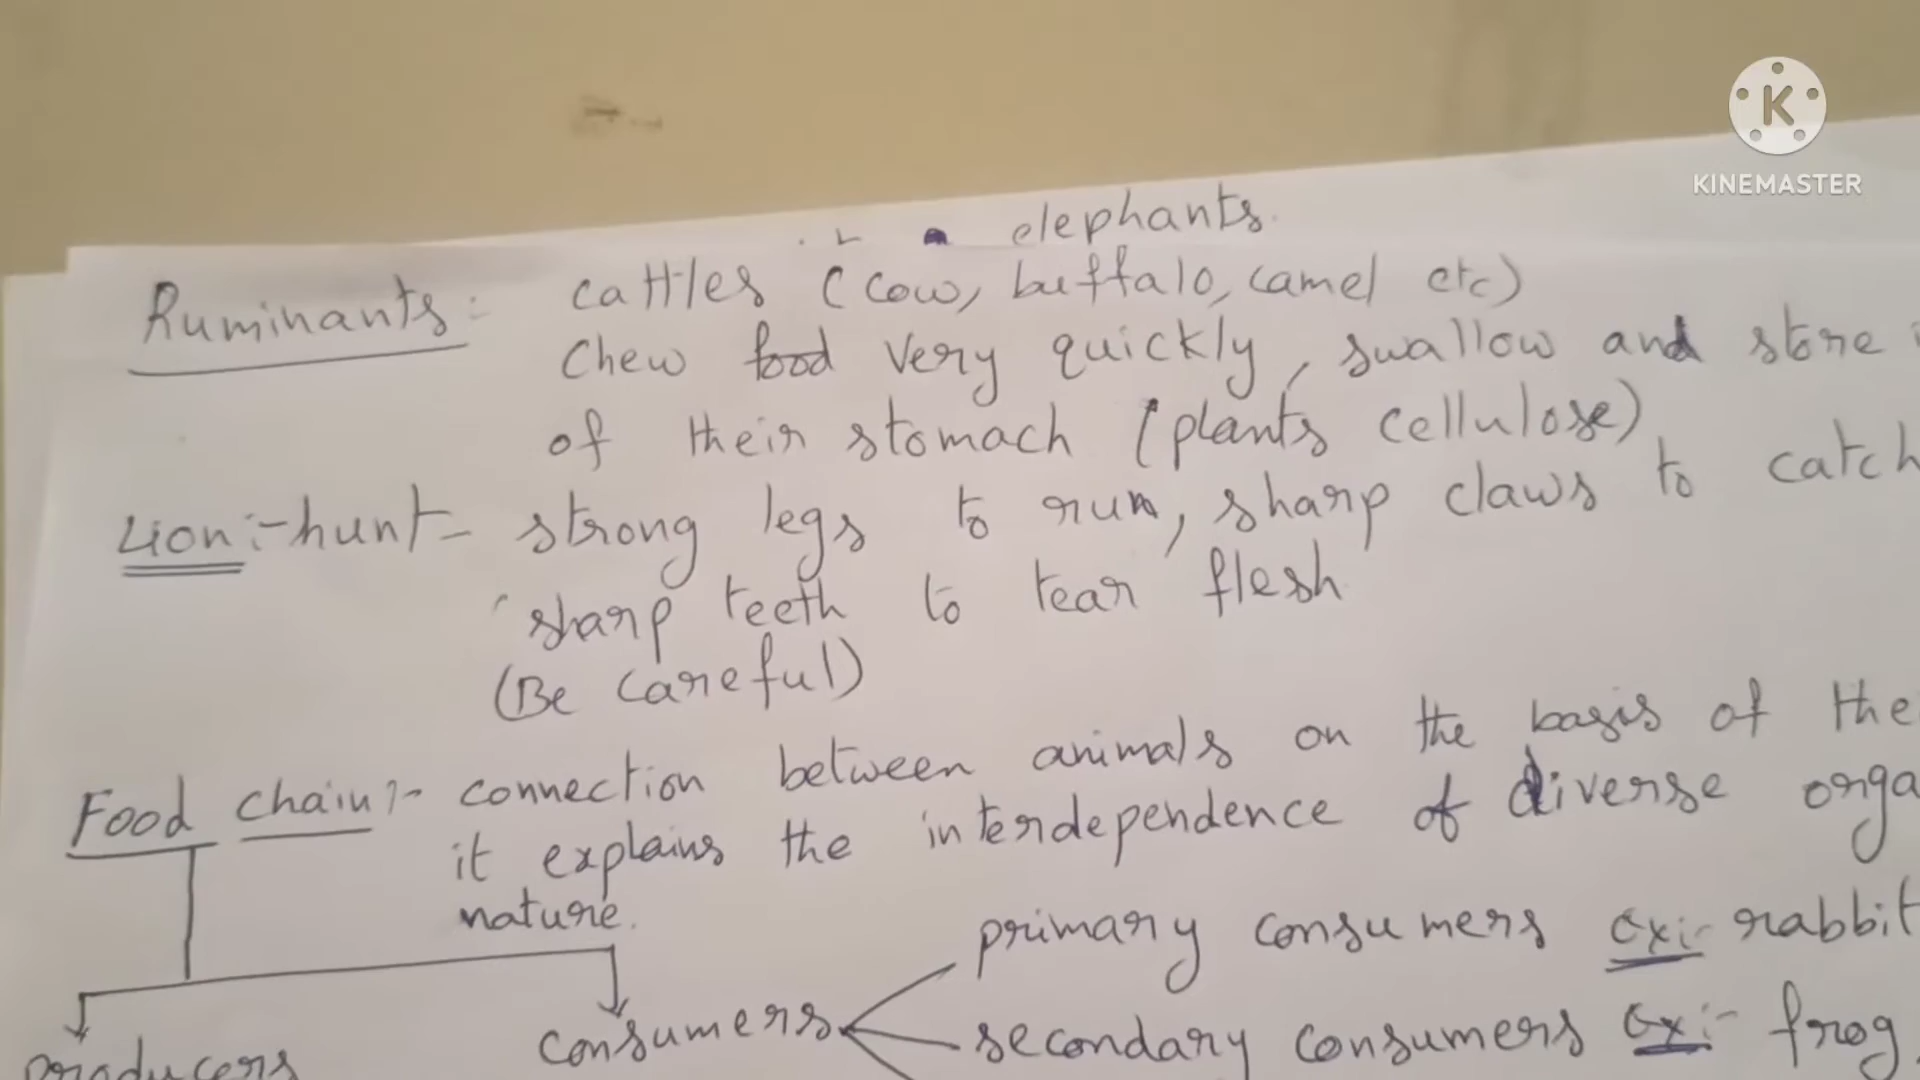 K
KINEMASTER
elephants.
Ruminants:- cattles (cow, buffalo, camel etc)
Chew food very quickly, swallow and store
of their stomach (plants cellulose)
Lion:- hunt - strong legs to run, sharp claws to catch
sharp teeth to tear flesh
(Be careful)
Food chain:- connection between animals on the basis of the
it explains the interdependence of diverse orga
nature.
primary consumers ex:- rabbit
Producers
Consumers
secondary consumers ex:- frog,